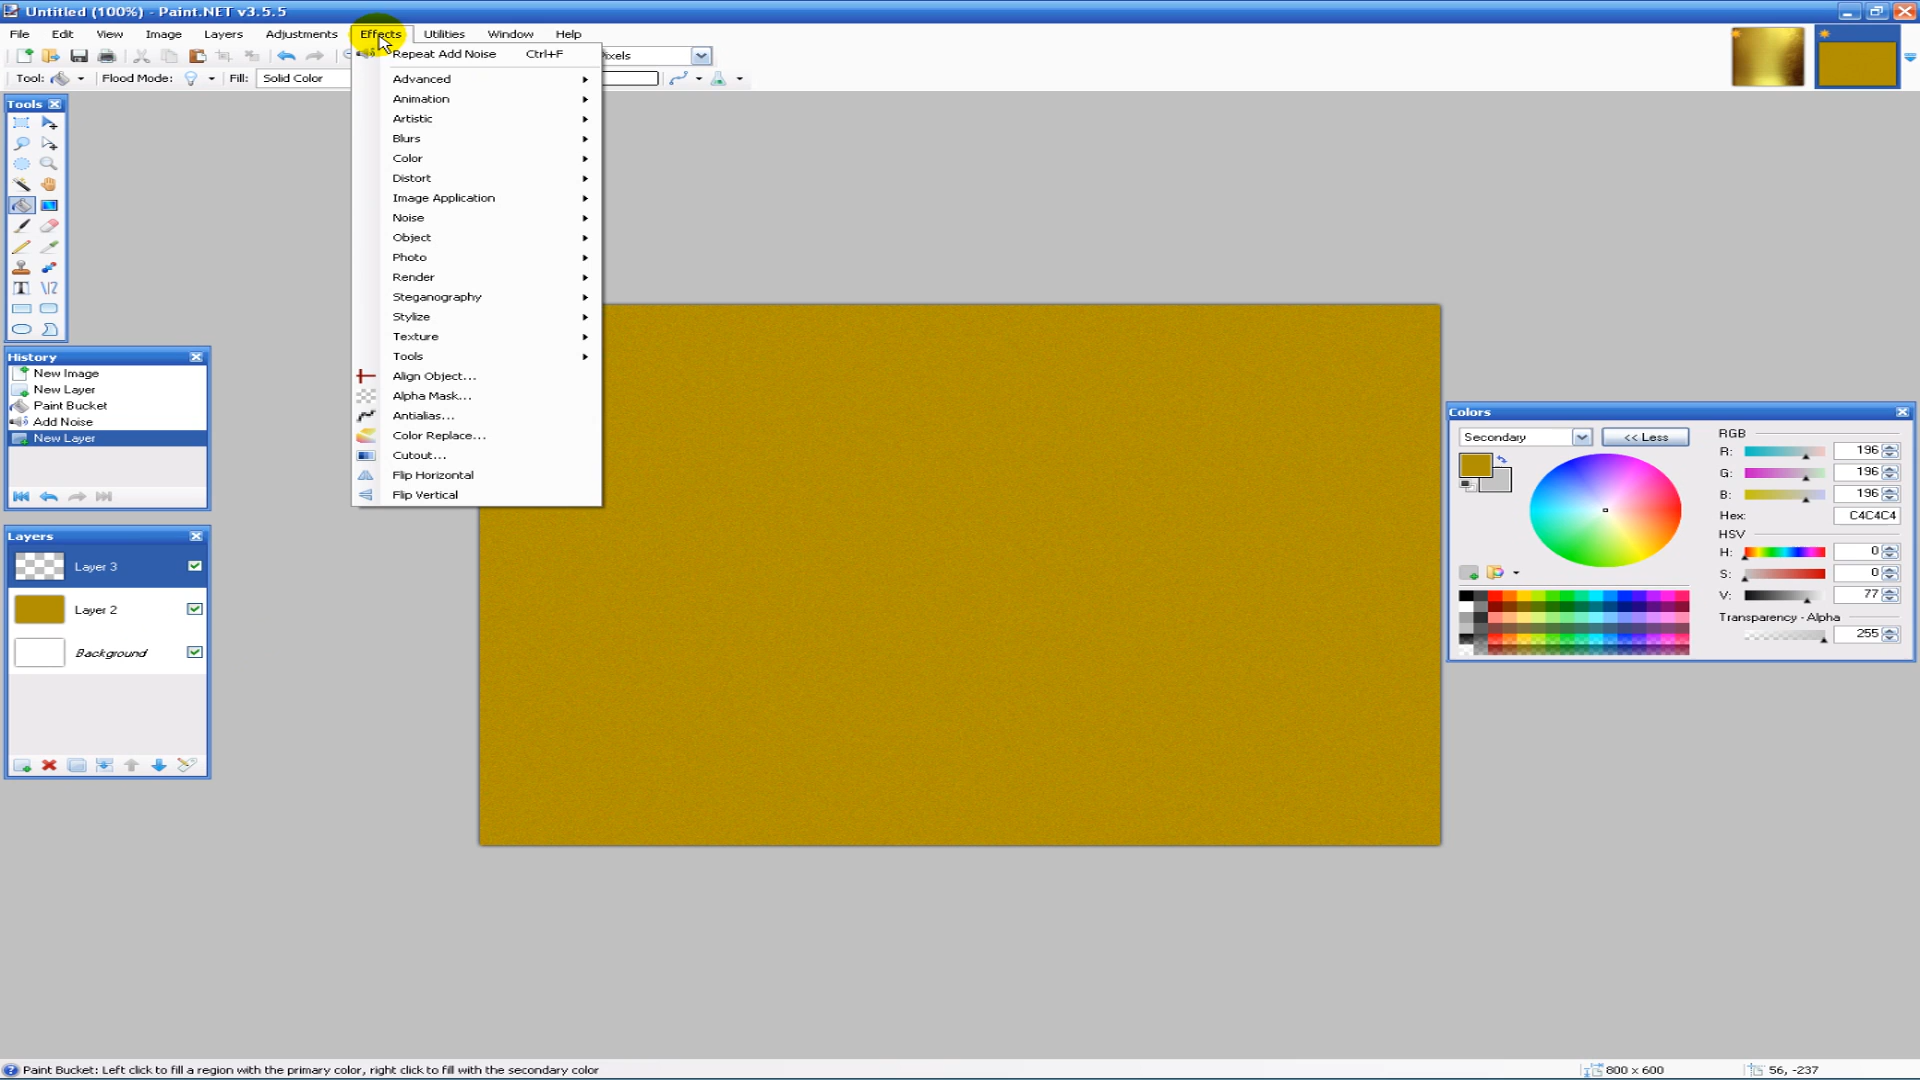 Untitled (100%) - Paint.NET v3.5.5
File Edit View Image Layers Adjustments Effects Utilities Window Help
Tool: Flood Mode: Fill: Solid Color
Repeat Add Noise Ctrl+F
Advanced
Animation
Artistic
Blurs
Color
Distort
Image Application
Noise
Object
Photo
Render
Steganography
Stylize
Texture
Tools
Align Object...
Alpha Mask...
Antialias...
Color Replace...
Cutout...
Flip Horizontal
Flip Vertical
Tools
History
New Image
New Layer
Paint Bucket
Add Noise
New Layer
Layers
Layer 3
Layer 2
Background
Colors
Secondary
<< Less
RGB
R: 196
G: 196
B: 196
Hex: C4C4C4
HSV
H: 0
S: 0
V: 77
Transparency - Alpha
255
Paint Bucket: Left click to fill a region with the primary color, right click to fill with the secondary color
800 x 600
56, -237